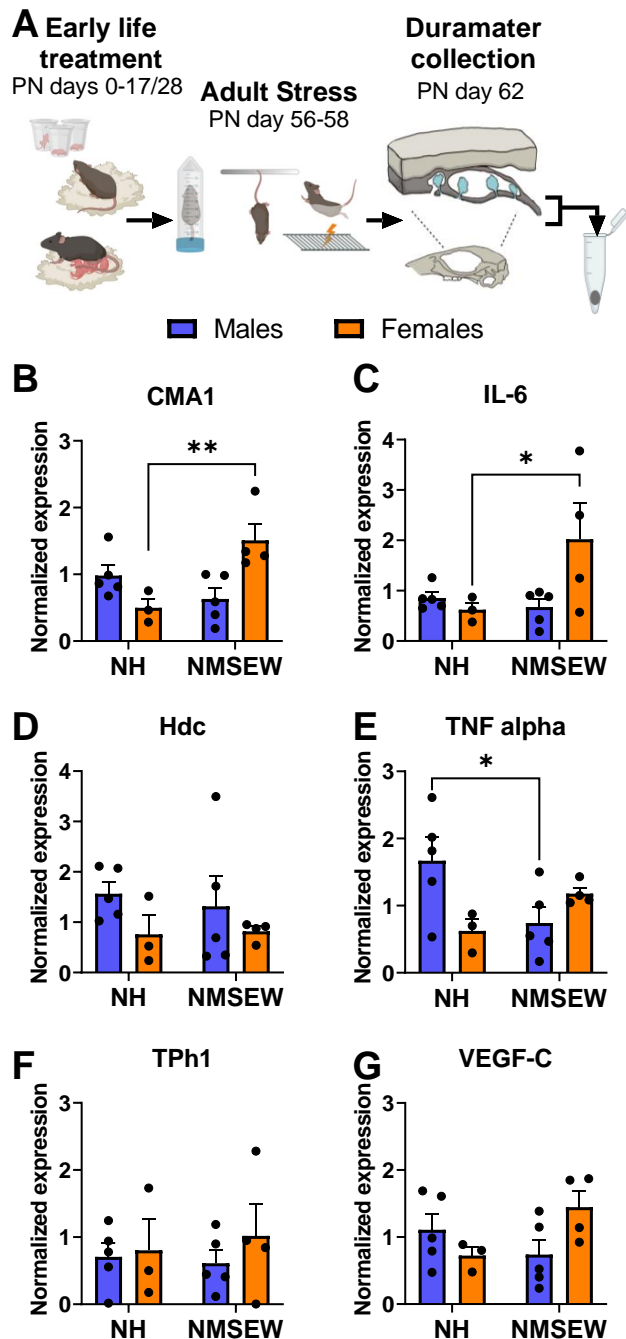 A
Early life
treatment
PN days 0-17/28
Adult Stress
PN day 56-58
Duramater
collection
PN day 62
Males
Females
B
CMA1
Normalized expression
3
2
1
0
**
NH
NMSEW
C
IL-6
Normalized expression
4
3
2
1
0
*
NH
NMSEW
D
Hdc
Normalized expression
4
3
2
1
0
NH
NMSEW
E
TNF alpha
Normalized expression
3
2
1
0
*
NH
NMSEW
F
TPh1
Normalized expression
3
2
1
0
NH
NMSEW
G
VEGF-C
Normalized expression
3
2
1
0
NH
NMSEW